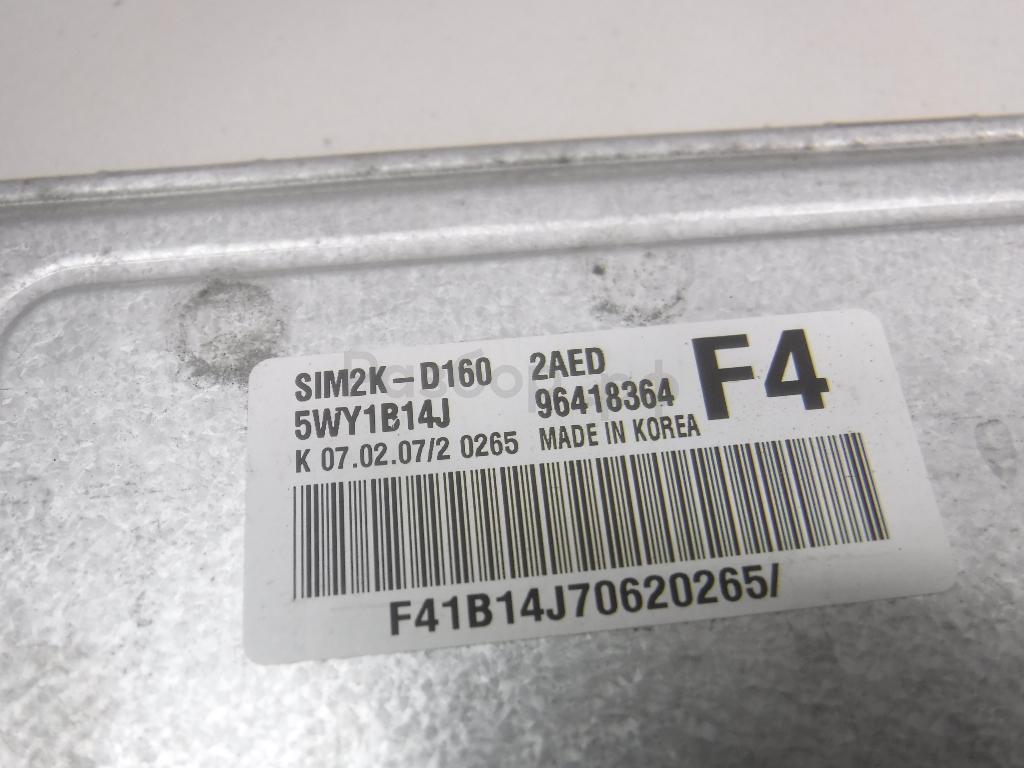 SIM2K-D160 2AED F4
5WY1B14J 96418364
K 07.02.07/2 0265 MADE IN KOREA
F41B14J70620265/